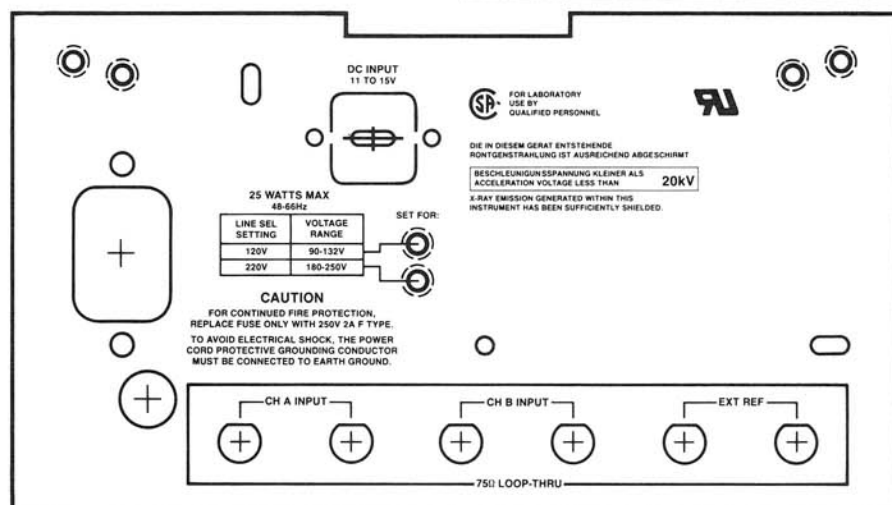 DC INPUT
11 TO 15V
SA
FOR LABORATORY
USE BY
QUALIFIED PERSONNEL
DIE IN DIESEM GERAT ENTSTEHENDE
RONTGENSTRAHLUNG IST AUSREICHEND ABGESCHIRMT
BESCHLEUNIGUNSSPANNUNG KLEINER ALS
ACCELERATION VOLTAGE LESS THAN 20kV
X-RAY EMISSION GENERATED WITHIN THIS
INSTRUMENT HAS BEEN SUFFICIENTLY SHIELDED.
25 WATTS MAX
48-66Hz
SET FOR:
LINE SEL SETTING
VOLTAGE RANGE
120V 90-132V
220V 180-250V
CAUTION
FOR CONTINUED FIRE PROTECTION,
REPLACE FUSE ONLY WITH 250V 2A F TYPE.
TO AVOID ELECTRICAL SHOCK, THE POWER
CORD PROTECTIVE GROUNDING CONDUCTOR
MUST BE CONNECTED TO EARTH GROUND.
CH A INPUT CH B INPUT EXT REF
75Ω LOOP-THRU